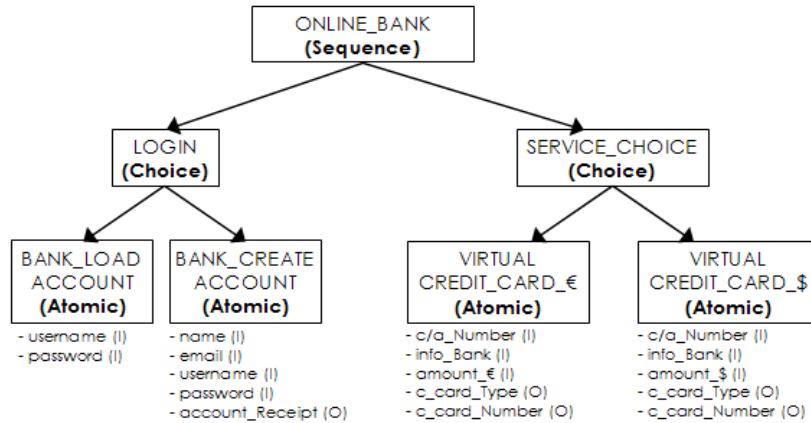 ONLINE_BANK
(Sequence)
LOGIN
(Choice)
SERVICE_CHOICE
(Choice)
BANK_LOAD
ACCOUNT
(Atomic)
- username (I)
- password (I)
BANK_CREATE
ACCOUNT
(Atomic)
- name (I)
- email (I)
- username (I)
- password (I)
- account_Receipt (O)
VIRTUAL
CREDIT_CARD_€
(Atomic)
- c/a_Number (I)
- info_Bank (I)
- amount_€ (I)
- c_card_Type (O)
- c_card_Number (O)
VIRTUAL
CREDIT_CARD_$
(Atomic)
- c/a_Number (I)
- info_Bank (I)
- amount_$ (I)
- c_card_Type (O)
- c_card_Number (O)